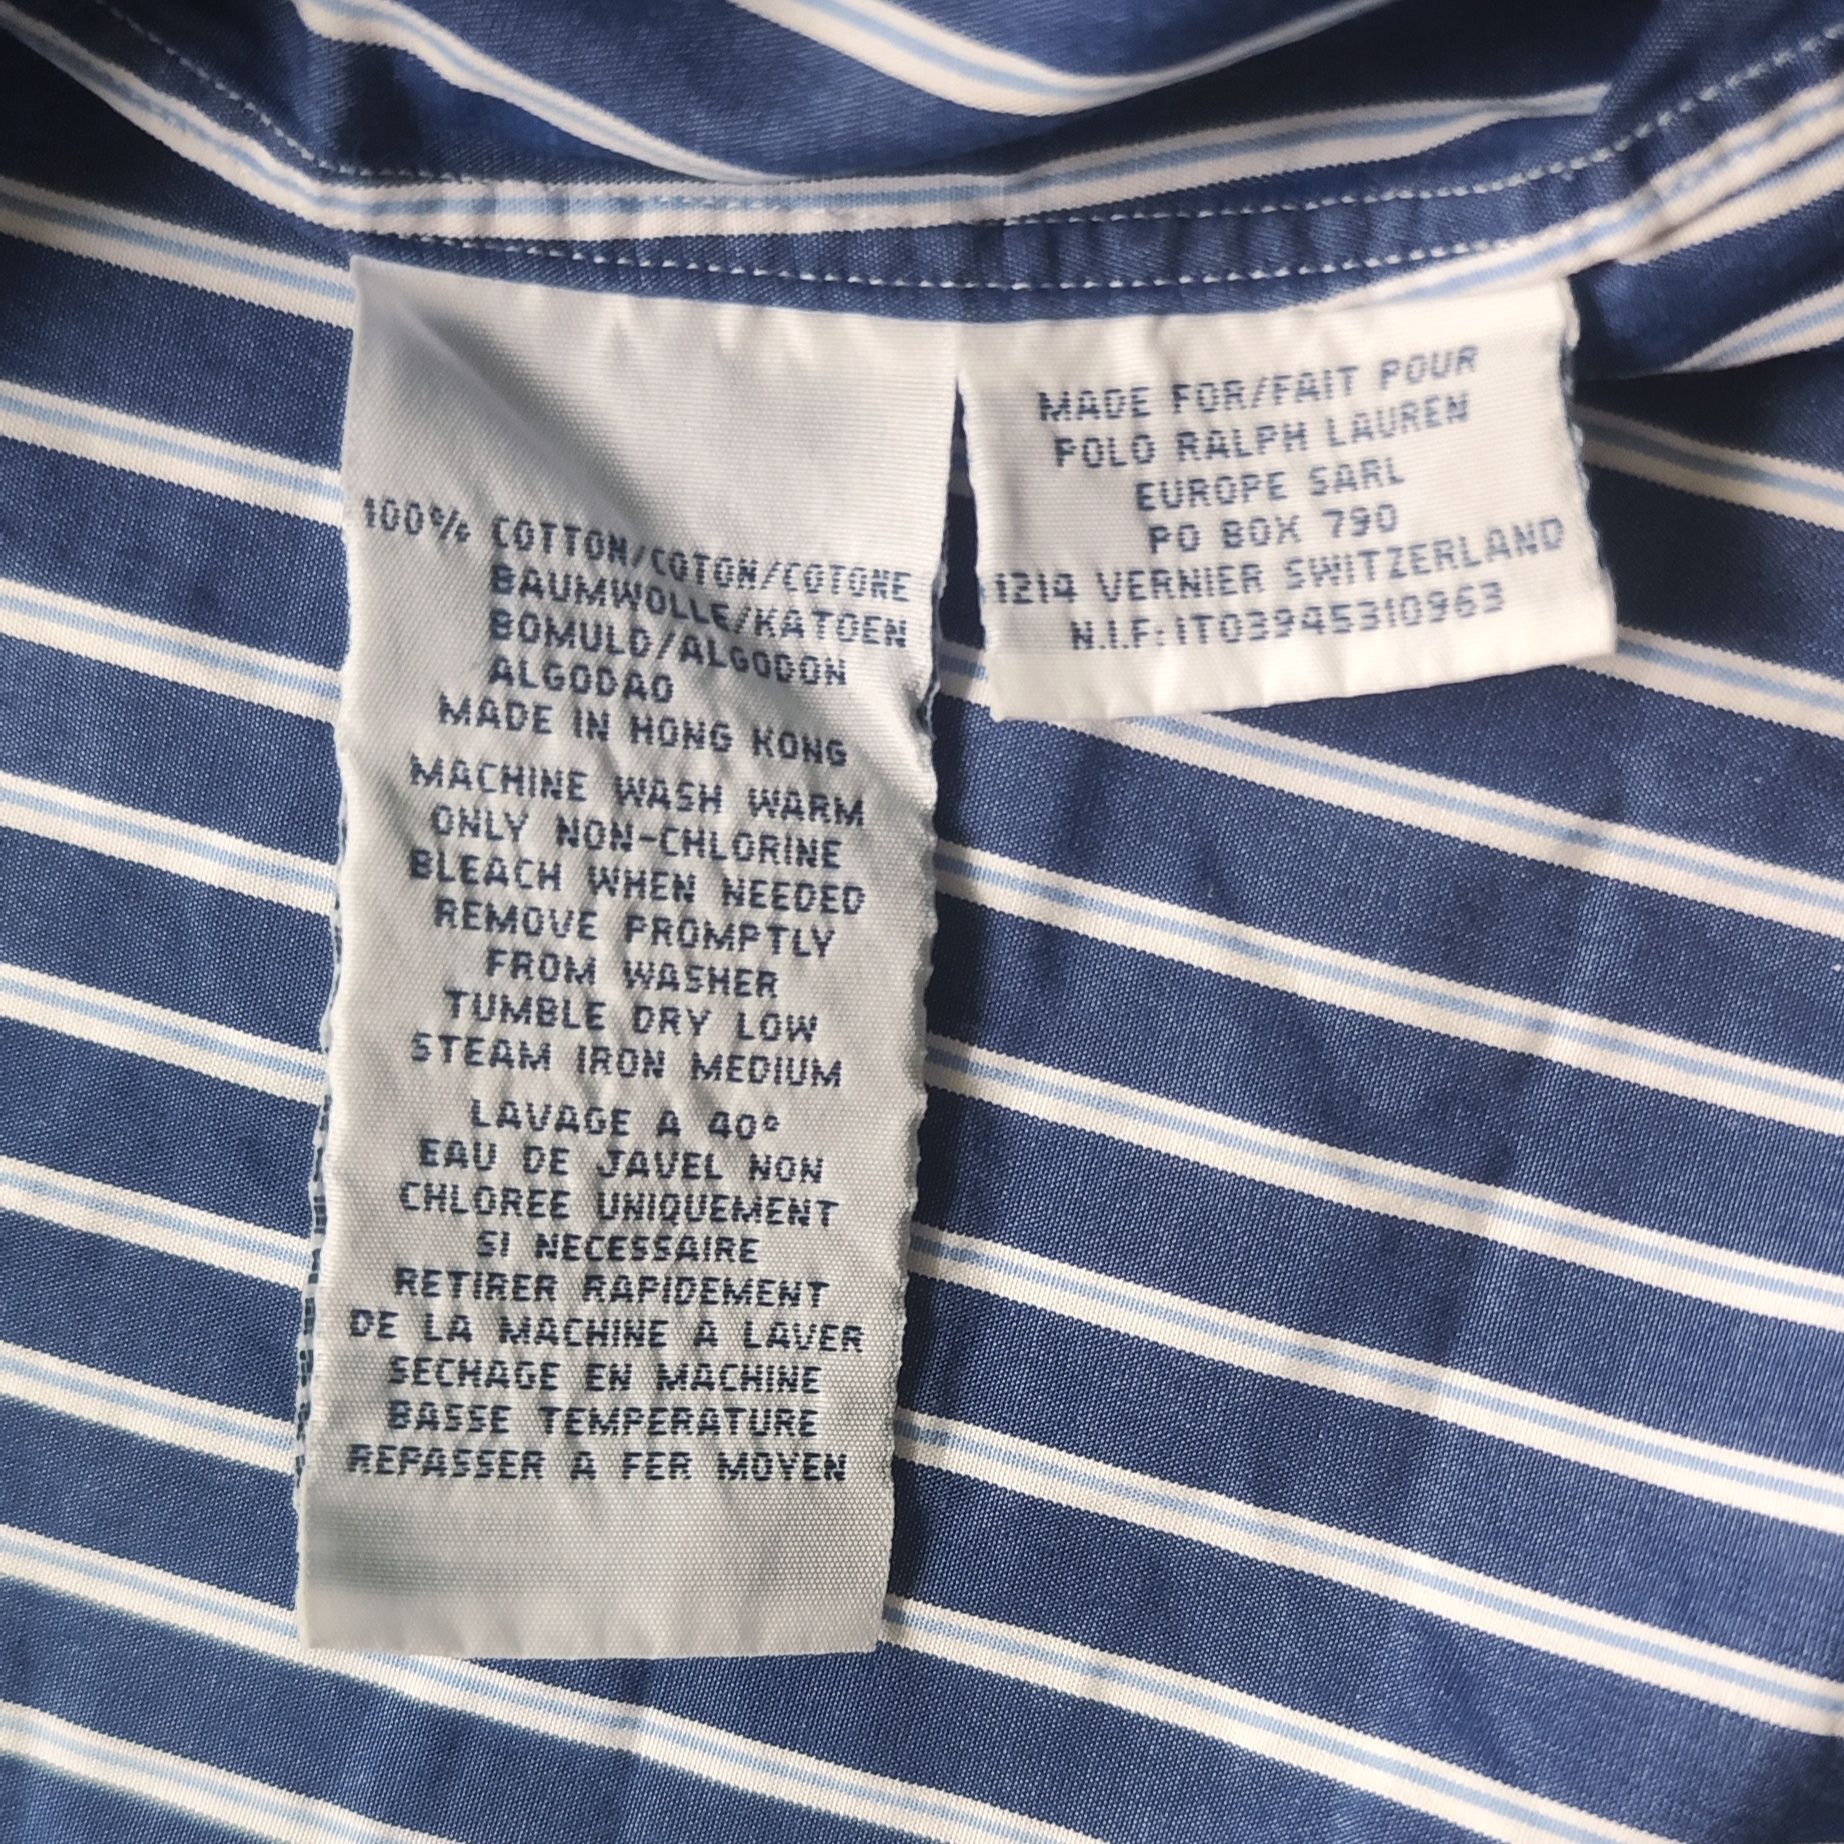 100% COTTON/COTON/COTONE
BAUMWOLLE/KATOEN
BOMULD/ALGODON
ALGODAO
MADE IN HONG KONG
MACHINE WASH WARM
ONLY NON-CHLORINE
BLEACH WHEN NEEDED
REMOVE PROMPTLY
FROM WASHER
TUMBLE DRY LOW
STEAM IRON MEDIUM
LAVAGE A 40°
EAU DE JAVEL NON
CHLOREE UNIQUEMENT
SI NECESSAIRE
RETIRER RAPIDEMENT
DE LA MACHINE A LAVER
SECHAGE EN MACHINE
BASSE TEMPERATURE
REPASSER A FER MOYEN
MADE FOR/FAIT POUR
POLO RALPH LAUREN
EUROPE SARL
PO BOX 790
1214 VERNIER SWITZERLAND
N.I.F:IT03945310963